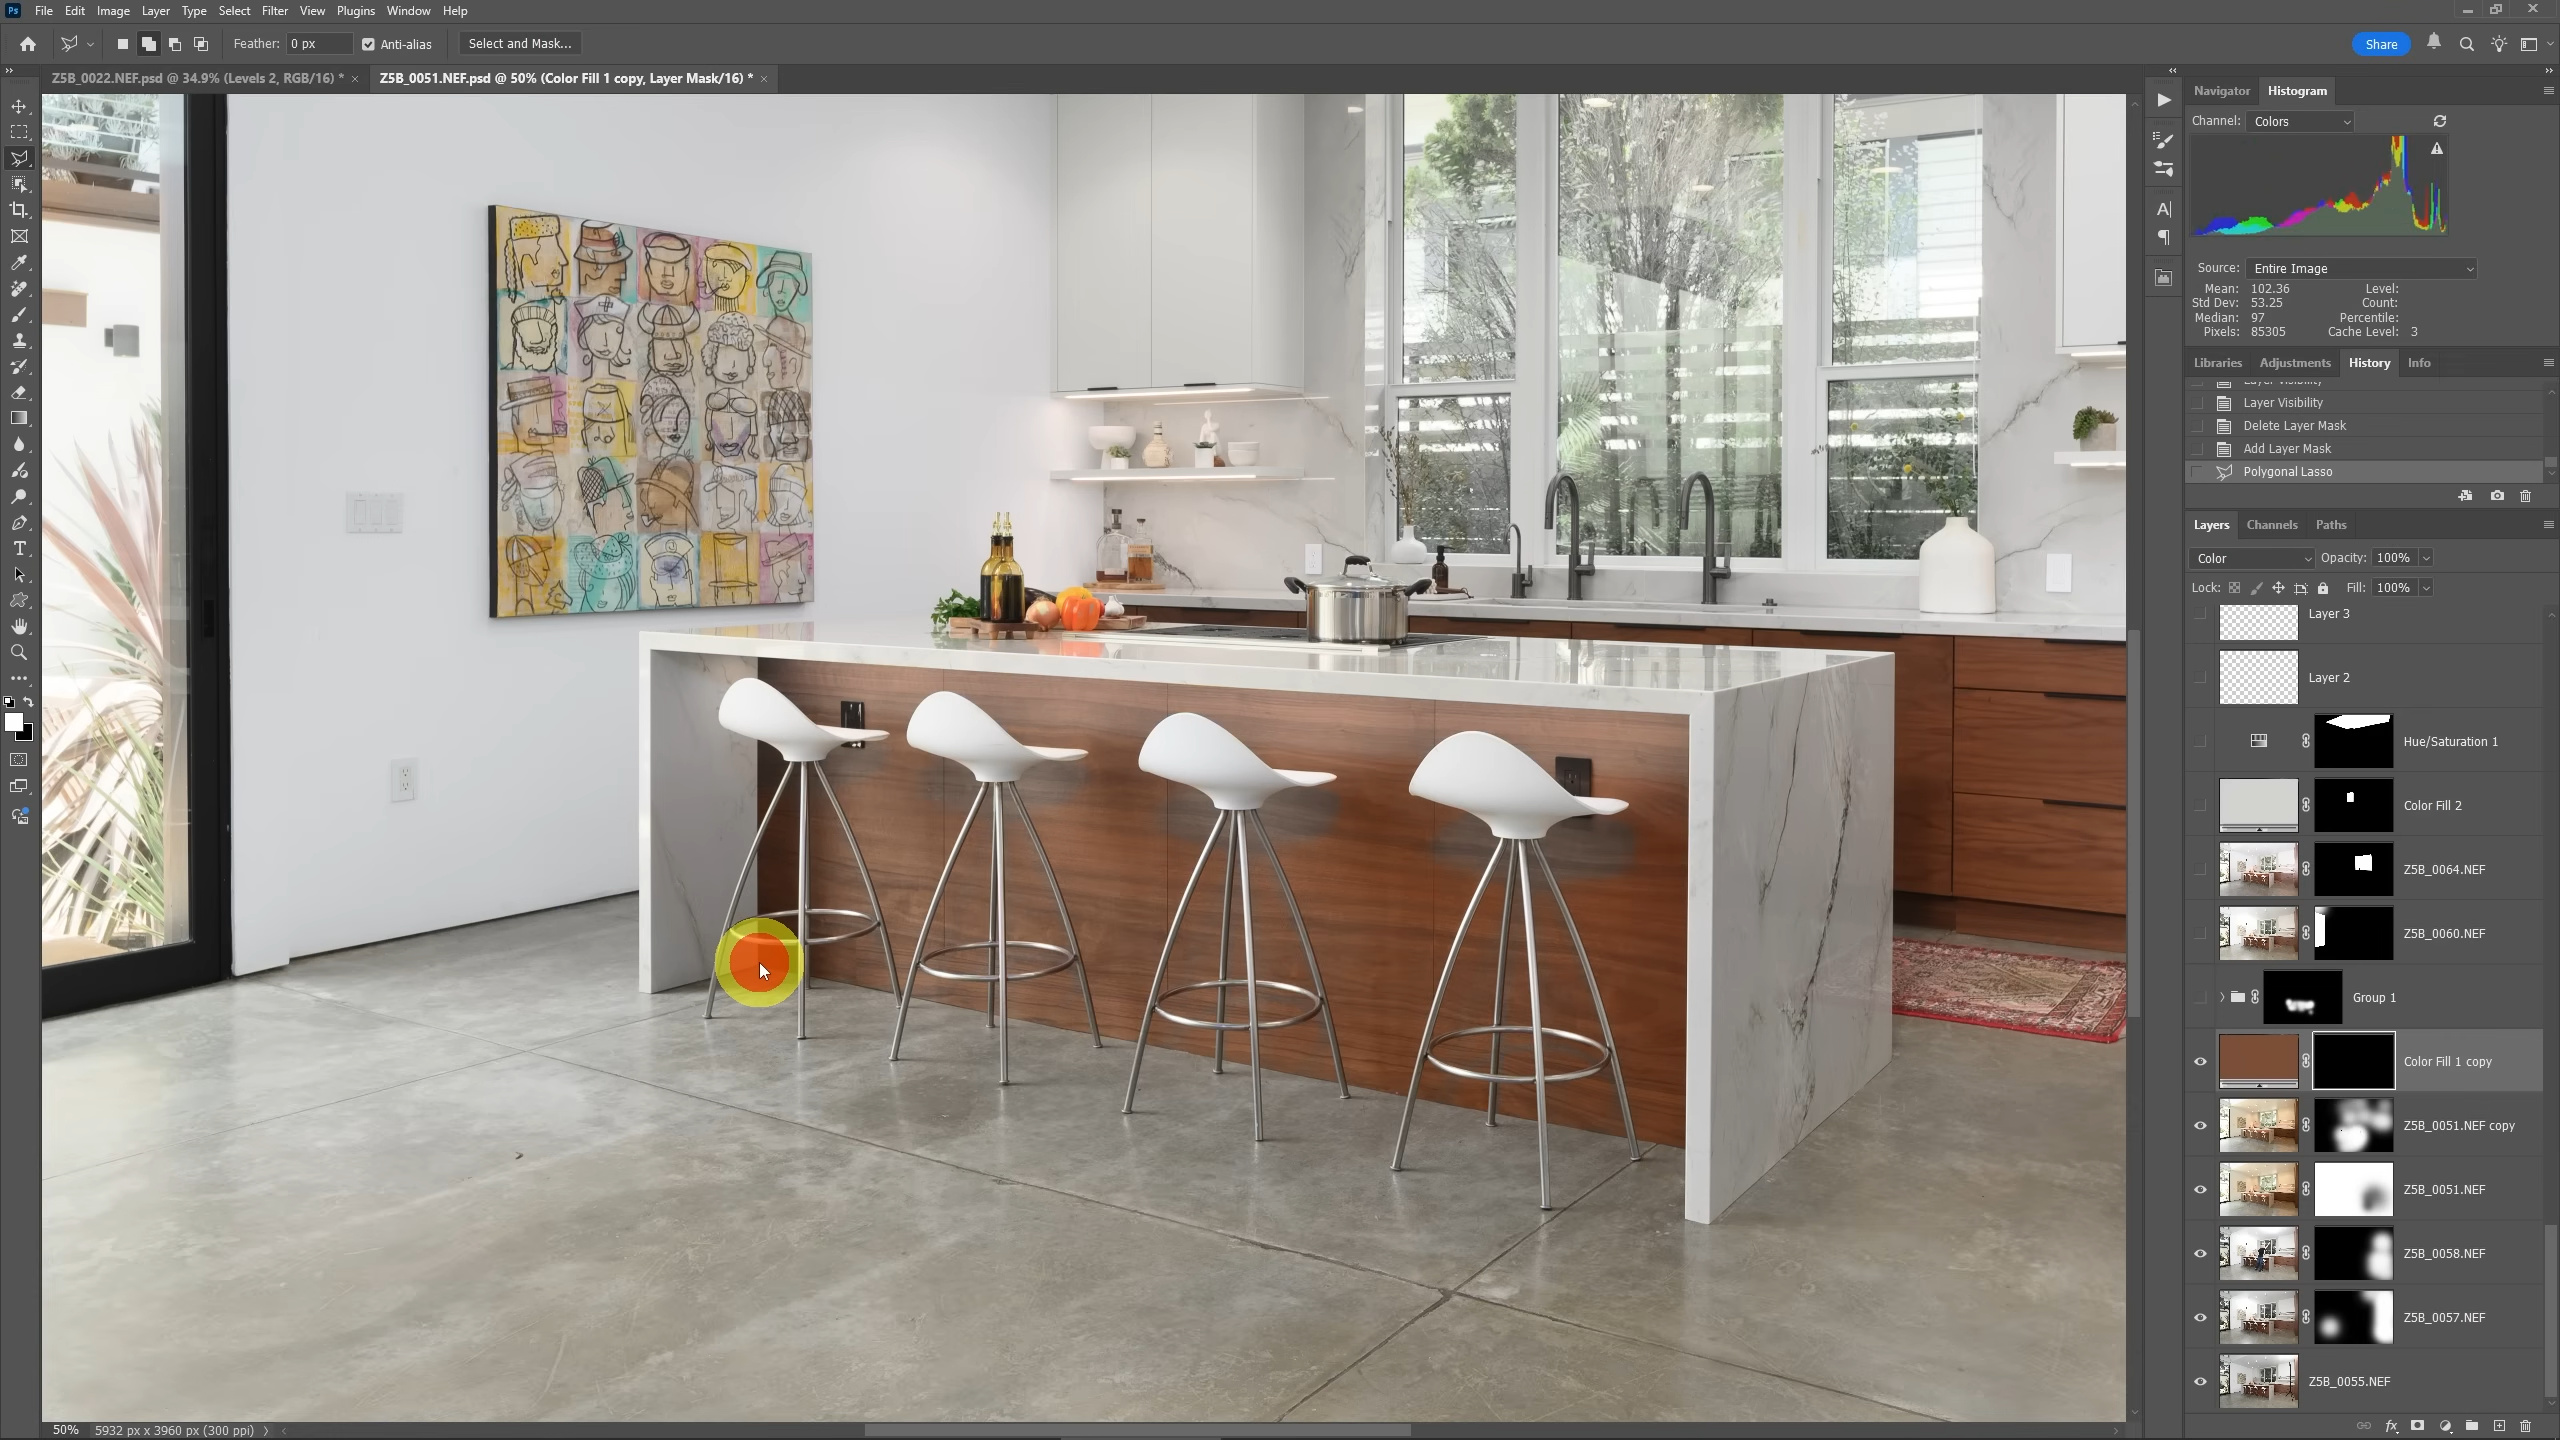 File Edit Image Layer Type Select Filter View Plugins Window Help
Feather: 0 px Anti-alias Select and Mask... Share
Z5B_0022.NEF.psd @ 34.9% (Levels 2, RGB/16) * × Z5B_0051.NEF.psd @ 50% (Color Fill 1 copy, Layer Mask/16) * ×
Navigator Histogram
Channel: Colors
Source: Entire Image
Mean: 102.36 Level:
Std Dev: 53.25 Count:
Median: 97 Percentile:
Pixels: 85305 Cache Level: 3
Libraries Adjustments History Info
Layer Visibility
Layer Visibility
Delete Layer Mask
Add Layer Mask
Polygonal Lasso
Layers Channels Paths
Color Opacity: 100%
Lock: Fill: 100%
Layer 3
Layer 2
Hue/Saturation 1
Color Fill 2
Z5B_0064.NEF
Z5B_0060.NEF
Group 1
Color Fill 1 copy
Z5B_0051.NEF copy
Z5B_0051.NEF
Z5B_0058.NEF
Z5B_0057.NEF
Z5B_0055.NEF
50% 5932 px x 3960 px (300 ppi)